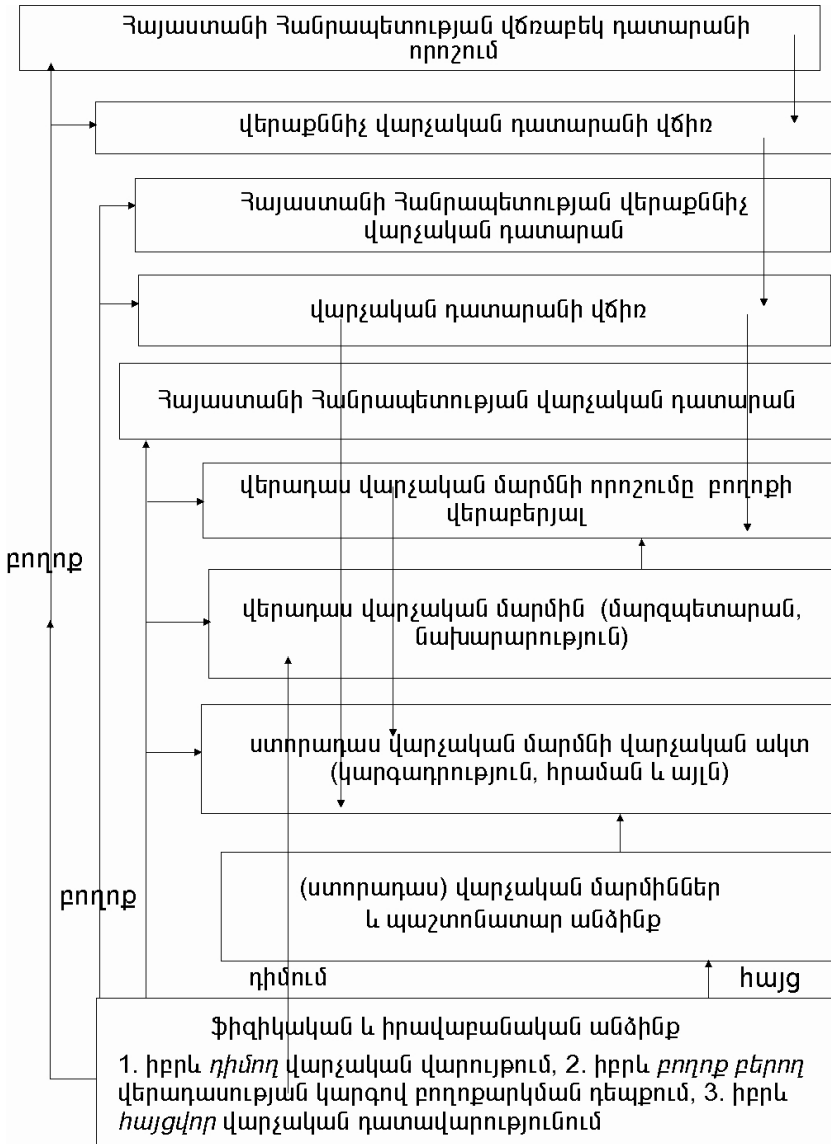 Հայաստանի Հանրապետության վճռաբեկ դատարանի
որոշում
վերաքննիչ վարչական դատարանի վճիռ
Հայաստանի Հանրապետության վերաքննիչ
վարչական դատարան
վարչական դատարանի վճիռ
Հայաստանի Հանրապետության վարչական դատարան
վերադաս վարչական մարմնի որոշումը բողոքի
վերաբերյալ
բողոք
վերադաս վարչական մարմին (մարզպետարան,
նախարարություն)
ստորադաս վարչական մարմնի վարչական ակտ
(կարգադրություն, հրաման և այլն)
բողոք
(ստորադաս) վարչական մարմիններ
և պաշտոնատար անձինք
դիմում
հայց
ֆիզիկական և իրավաբանական անձինք
1. իբրև դիմող վարչական վարույթում, 2. իբրև բողոք բերող
վերադասության կարգով բողոքարկման դեպքում, 3. իբրև
հայցվոր վարչական դատավարությունում